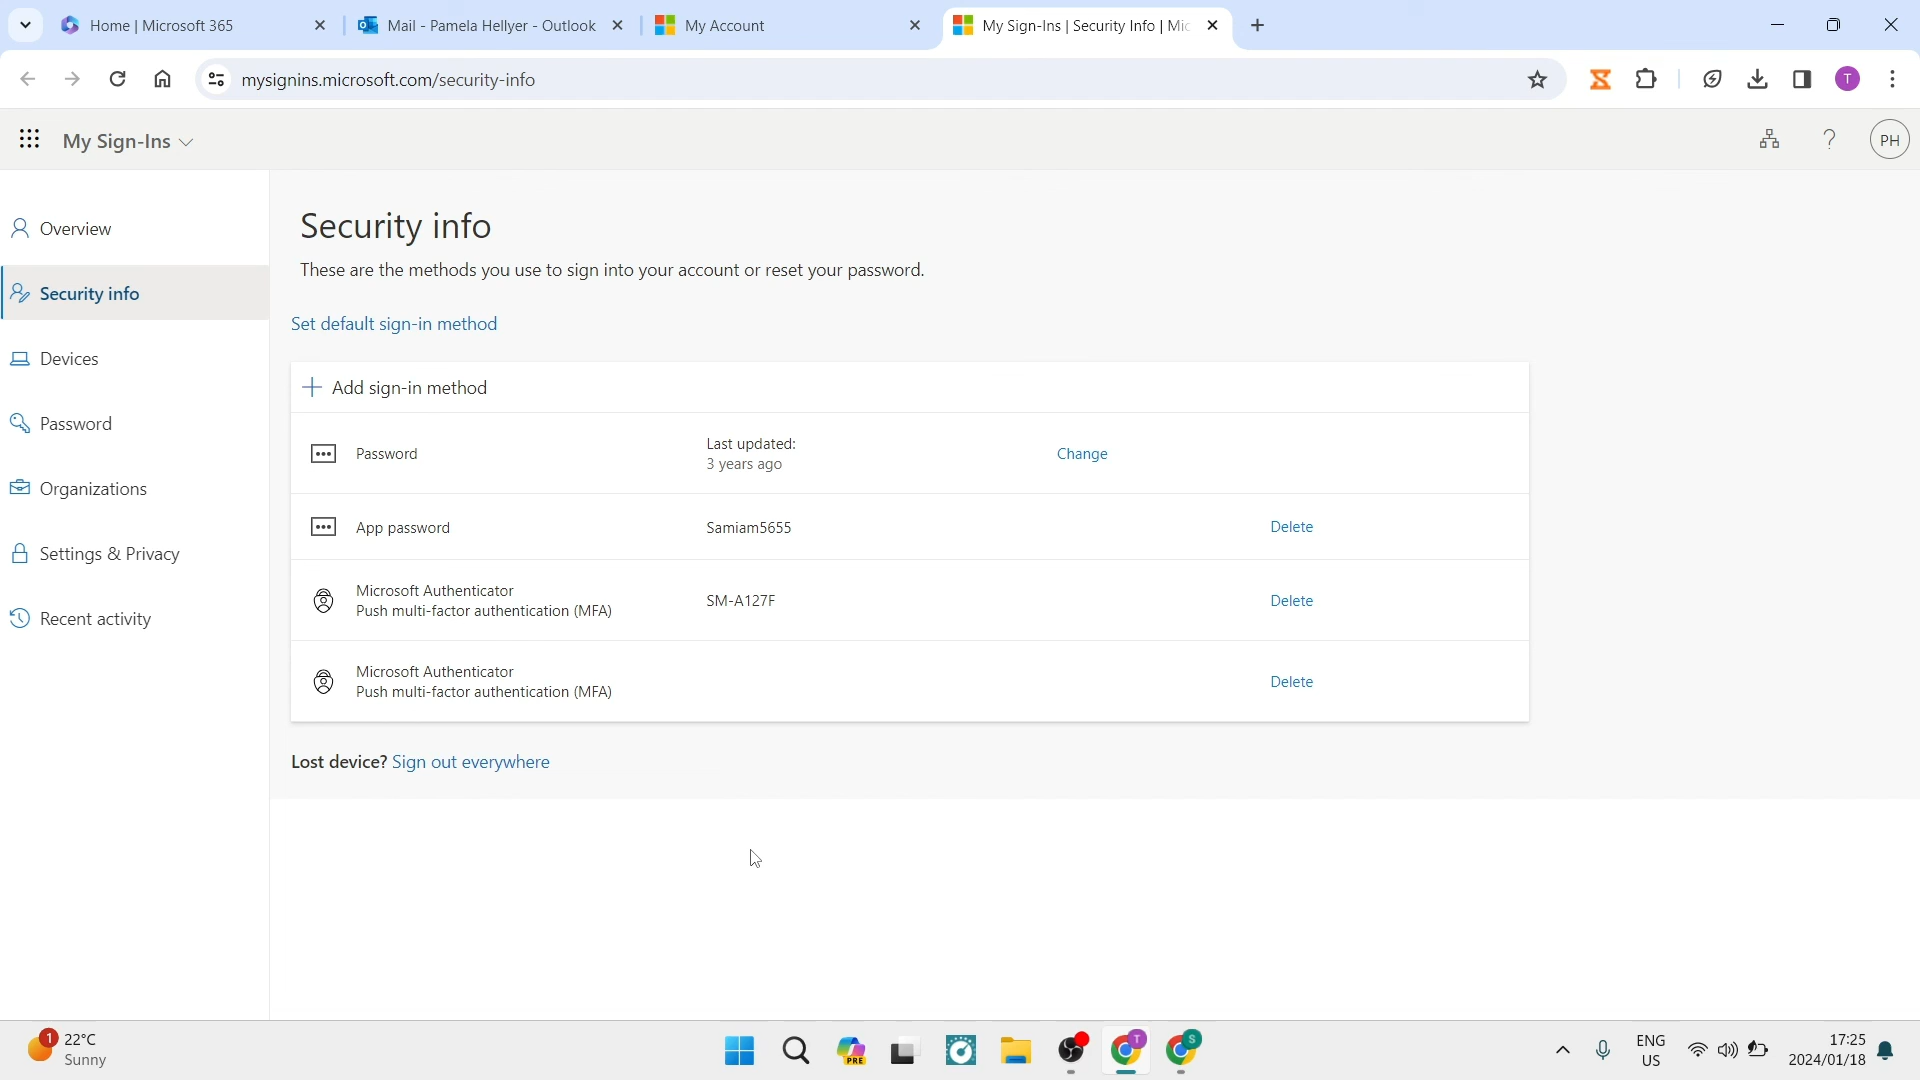 Home | Microsoft 365
Mail - Pamela Hellyer - Outlook
My Account
My Sign-Ins | Security Info | Mic
mysignins.microsoft.com/security-info
T
My Sign-Ins
?
PH
Overview
Security info
Devices
Password
Organizations
Settings & Privacy
Recent activity
Security info
These are the methods you use to sign into your account or reset your password.
Set default sign-in method
Add sign-in method
Password
Last updated:
3 years ago
Change
App password
Samiam5655
Delete
Microsoft Authenticator
Push multi-factor authentication (MFA)
SM-A127F
Delete
Microsoft Authenticator
Push multi-factor authentication (MFA)
Delete
Lost device? Sign out everywhere
1
22°C
Sunny
PRE
T
S
ENG
US
17:25
2024/01/18